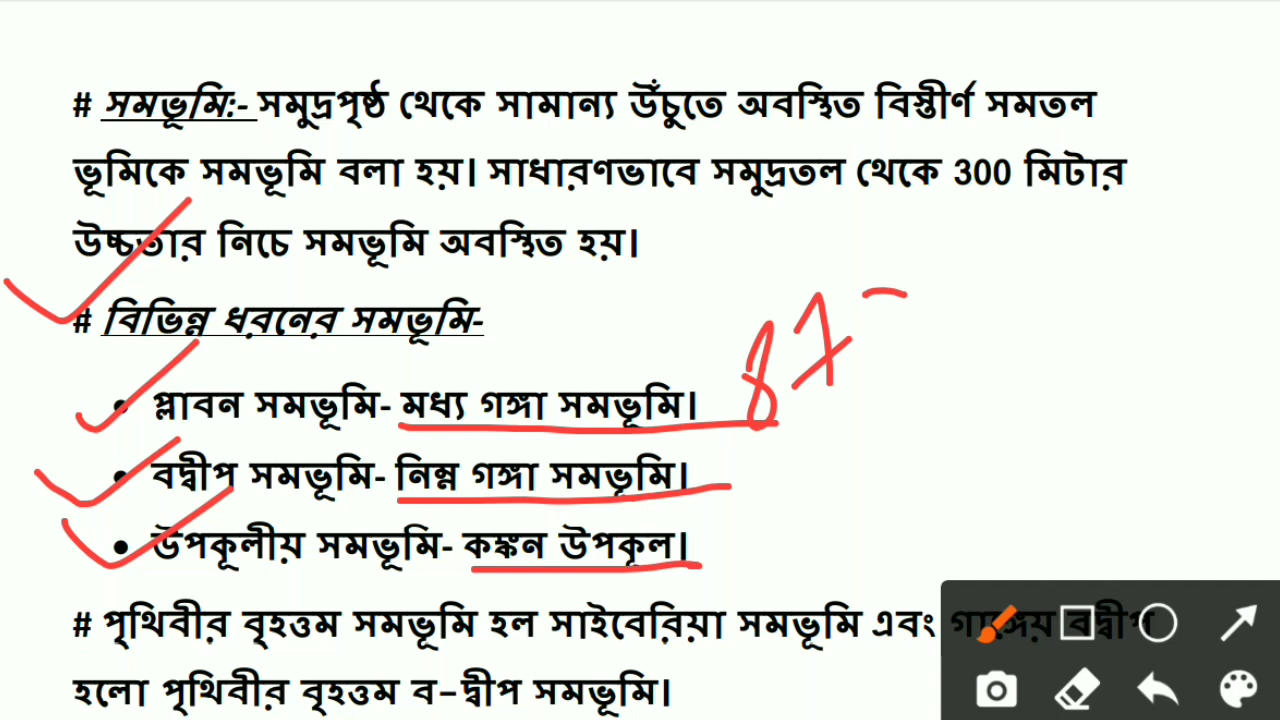 # সমভূমি:- সমুদ্রপৃষ্ঠ থেকে সামান্য উঁচুতে অবস্থিত বিস্তীর্ণ সমতল
ভূমিকে সমভূমি বলা হয়। সাধারণভাবে সমুদ্রতল থেকে 300 মিটার
উচ্চতার নিচে সমভূমি অবস্থিত হয়।
# বিভিন্ন ধরনের সমভূমি-
• প্লাবন সমভূমি- মধ্য গঙ্গা সমভূমি।
• বদ্বীপ সমভূমি- নিম্ন গঙ্গা সমভূমি।
• উপকূলীয় সমভূমি- কঙ্কন উপকূল।
# পৃথিবীর বৃহত্তম সমভূমি হল সাইবেরিয়া সমভূমি এবং গাঙ্গেয় বদ্বীপ
হলো পৃথিবীর বৃহত্তম ব-দ্বীপ সমভূমি।